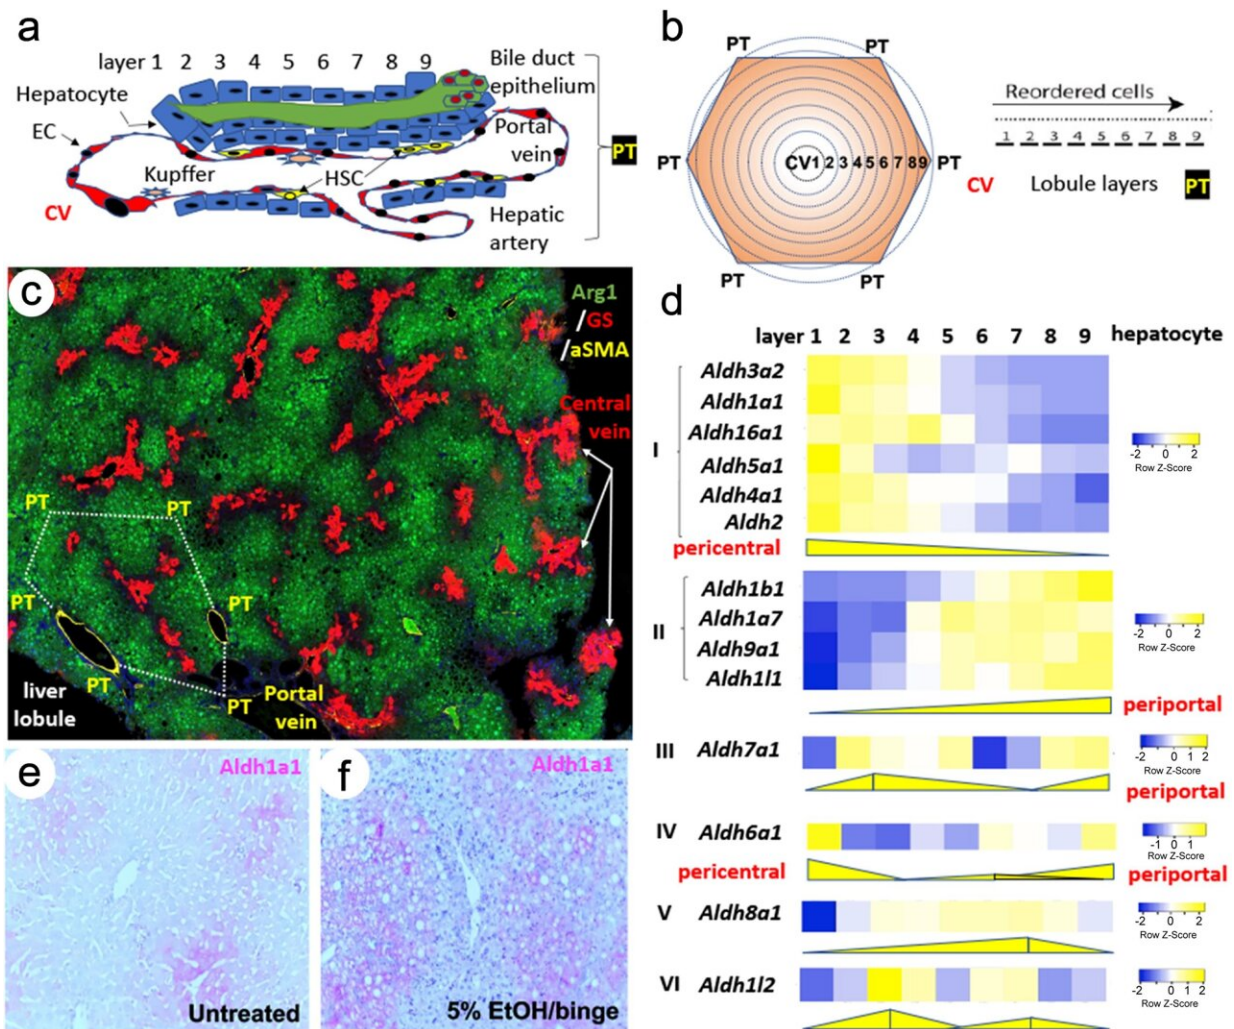 a
layer 1 2 3 4 5 6 7 8 9
Bile duct
epithelium
Hepatocyte
EC
Portal
vein
PT
Kupffer
HSC
CV
Hepatic
artery
b
PT PT
PT CV1 2 3 4 5 6 7 8 9 PT
PT PT
Reordered cells
1 2 3 4 5 6 7 8 9
CV Lobule layers PT
c
Arg1
/GS
/aSMA
Central
vein
PT PT
PT PT
PT
PT
liver
lobule
Portal
vein
d
layer 1 2 3 4 5 6 7 8 9 hepatocyte
I
Aldh3a2
Aldh1a1
Aldh16a1
Aldh5a1
Aldh4a1
Aldh2
-2 0 2
Row Z-Score
pericentral
II
Aldh1b1
Aldh1a7
Aldh9a1
Aldh1l1
-2 0 2
Row Z-Score
periportal
III Aldh7a1
-2 -1 0 1 2
Row Z-Score
periportal
IV Aldh6a1
-1 0 1
Row Z-Score
pericentral periportal
V Aldh8a1
-2 0 1 2
Row Z-Score
VI Aldh1l2
-2 0 1 2
Row Z-Score
e
Aldh1a1
Untreated
f
Aldh1a1
5% EtOH/binge